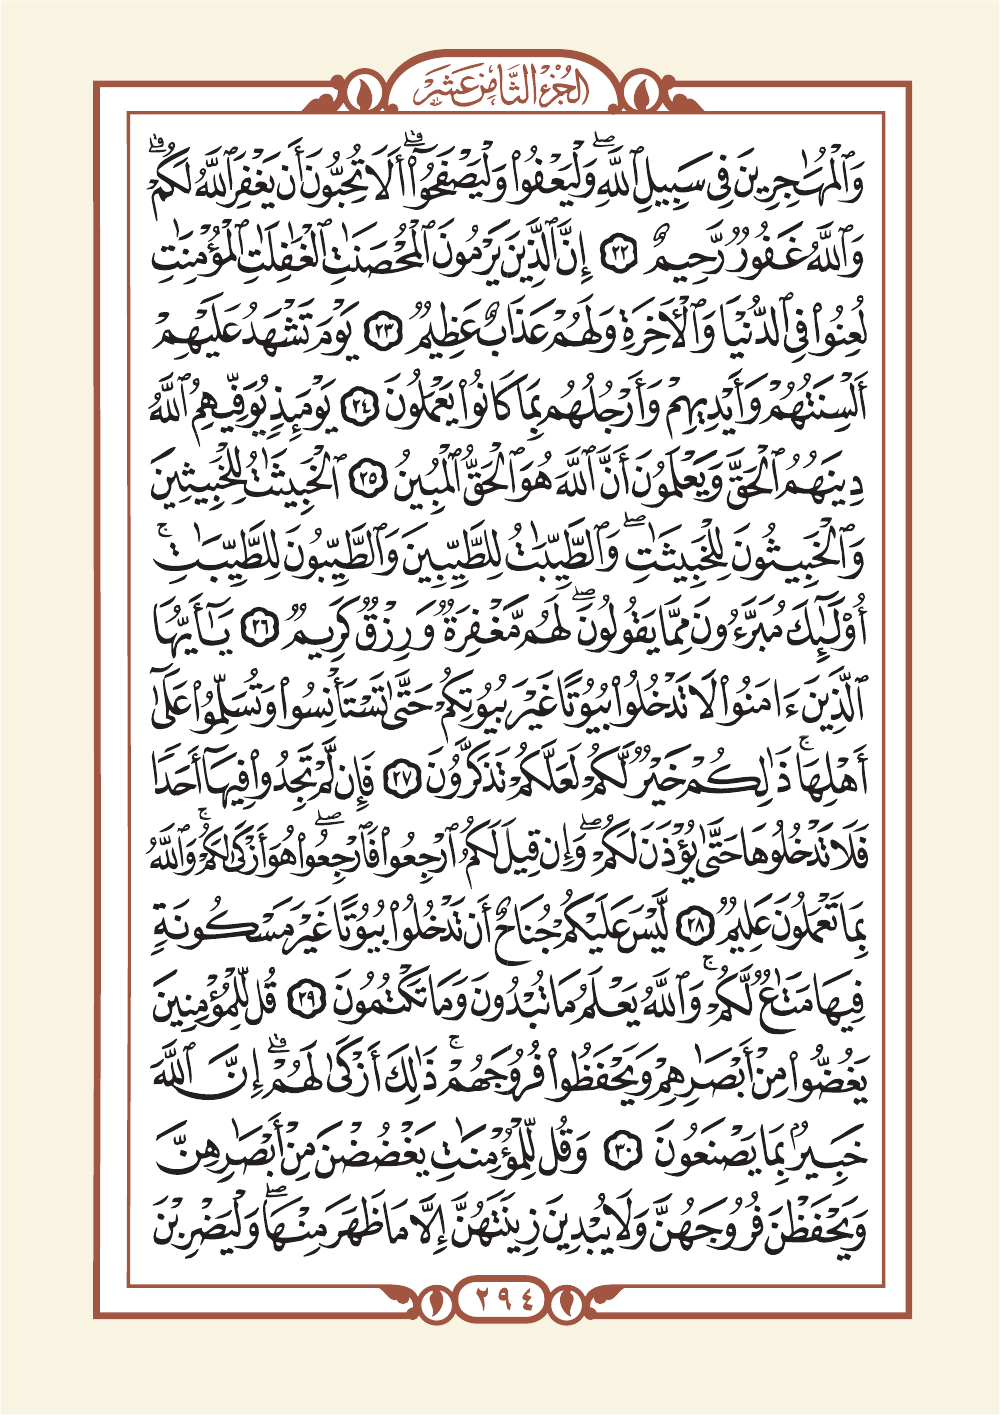 الجزء الثامن عشر
وَٱلْمُهَٰجِرِينَ فِى سَبِيلِ ٱللَّهِ ۖ وَلْيَعْفُوا۟ وَلْيَصْفَحُوٓا۟ ۗ أَلَا تُحِبُّونَ أَن يَغْفِرَ ٱللَّهُ لَكُمْ ۗ
وَٱللَّهُ غَفُورٌ رَّحِيمٌ ٢٢ إِنَّ ٱلَّذِينَ يَرْمُونَ ٱلْمُحْصَنَٰتِ ٱلْغَٰفِلَٰتِ ٱلْمُؤْمِنَٰتِ
لُعِنُوا۟ فِى ٱلدُّنْيَا وَٱلْأَخِرَةِ وَلَهُمْ عَذَابٌ عَظِيمٌ ٢٣ يَوْمَ تَشْهَدُ عَلَيْهِمْ
أَلْسِنَتُهُمْ وَأَيْدِيهِمْ وَأَرْجُلُهُم بِمَا كَانُوا۟ يَعْمَلُونَ ٢٤ يَوْمَئِذٍ يُوَفِّيهِمُ ٱللَّهُ
دِينَهُمُ ٱلْحَقَّ وَيَعْلَمُونَ أَنَّ ٱللَّهَ هُوَ ٱلْحَقُّ ٱلْمُبِينُ ٢٥ ٱلْخَبِيثَٰتُ لِلْخَبِيثِينَ
وَٱلْخَبِيثُونَ لِلْخَبِيثَٰتِ ۖ وَٱلطَّيِّبَٰتُ لِلطَّيِّبِينَ وَٱلطَّيِّبُونَ لِلطَّيِّبَٰتِ ۚ
أُو۟لَٰٓئِكَ مُبَرَّءُونَ مِمَّا يَقُولُونَ ۖ لَهُم مَّغْفِرَةٌ وَرِزْقٌ كَرِيمٌ ٢٦ يَٰٓأَيُّهَا
ٱلَّذِينَ ءَامَنُوا۟ لَا تَدْخُلُوا۟ بُيُوتًا غَيْرَ بُيُوتِكُمْ حَتَّىٰ تَسْتَأْنِسُوا۟ وَتُسَلِّمُوا۟ عَلَىٰٓ
أَهْلِهَا ۚ ذَٰلِكُمْ خَيْرٌ لَّكُمْ لَعَلَّكُمْ تَذَكَّرُونَ ٢٧ فَإِن لَّمْ تَجِدُوا۟ فِيهَآ أَحَدًا
فَلَا تَدْخُلُوهَا حَتَّىٰ يُؤْذَنَ لَكُمْ ۖ وَإِن قِيلَ لَكُمُ ٱرْجِعُوا۟ فَٱرْجِعُوا۟ ۖ هُوَ أَزْكَىٰ لَكُمْ ۚ وَٱللَّهُ
بِمَا تَعْمَلُونَ عَلِيمٌ ٢٨ لَّيْسَ عَلَيْكُمْ جُنَاحٌ أَن تَدْخُلُوا۟ بُيُوتًا غَيْرَ مَسْكُونَةٍ
فِيهَا مَتَٰعٌ لَّكُمْ ۚ وَٱللَّهُ يَعْلَمُ مَا تُبْدُونَ وَمَا تَكْتُمُونَ ٢٩ قُل لِّلْمُؤْمِنِينَ
يَغُضُّوا۟ مِنْ أَبْصَٰرِهِمْ وَيَحْفَظُوا۟ فُرُوجَهُمْ ۚ ذَٰلِكَ أَزْكَىٰ لَهُمْ ۗ إِنَّ ٱللَّهَ
خَبِيرٌۢ بِمَا يَصْنَعُونَ ٣٠ وَقُل لِّلْمُؤْمِنَٰتِ يَغْضُضْنَ مِنْ أَبْصَٰرِهِنَّ
وَيَحْفَظْنَ فُرُوجَهُنَّ وَلَا يُبْدِينَ زِينَتَهُنَّ إِلَّا مَا ظَهَرَ مِنْهَا ۖ وَلْيَضْرِبْنَ
٢٩٤